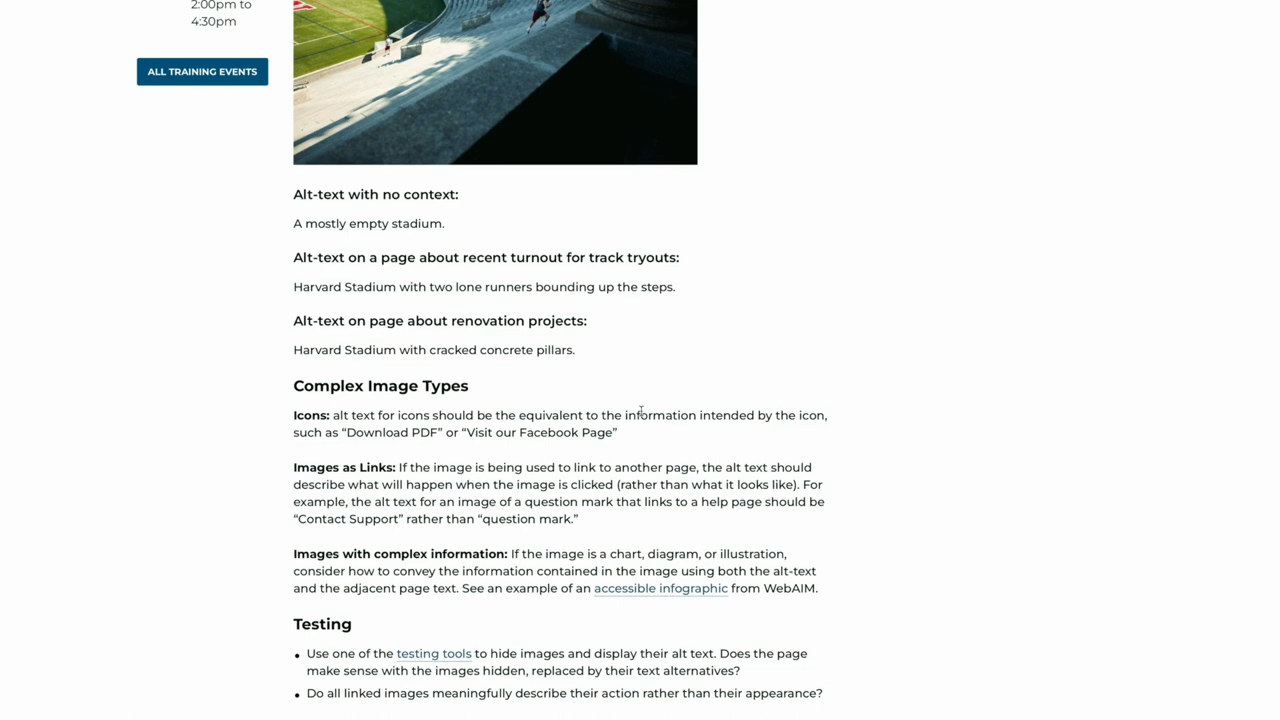 2:00pm to
4:30pm
ALL TRAINING EVENTS
Alt-text with no context:
A mostly empty stadium.
Alt-text on a page about recent turnout for track tryouts:
Harvard Stadium with two lone runners bounding up the steps.
Alt-text on page about renovation projects:
Harvard Stadium with cracked concrete pillars.
Complex Image Types
Icons: alt text for icons should be the equivalent to the information intended by the icon,
such as “Download PDF” or “Visit our Facebook Page”
Images as Links: If the image is being used to link to another page, the alt text should
describe what will happen when the image is clicked (rather than what it looks like). For
example, the alt text for an image of a question mark that links to a help page should be
“Contact Support” rather than “question mark.”
Images with complex information: If the image is a chart, diagram, or illustration,
consider how to convey the information contained in the image using both the alt-text
and the adjacent page text. See an example of an accessible infographic from WebAIM.
Testing
• Use one of the testing tools to hide images and display their alt text. Does the page
make sense with the images hidden, replaced by their text alternatives?
• Do all linked images meaningfully describe their action rather than their appearance?